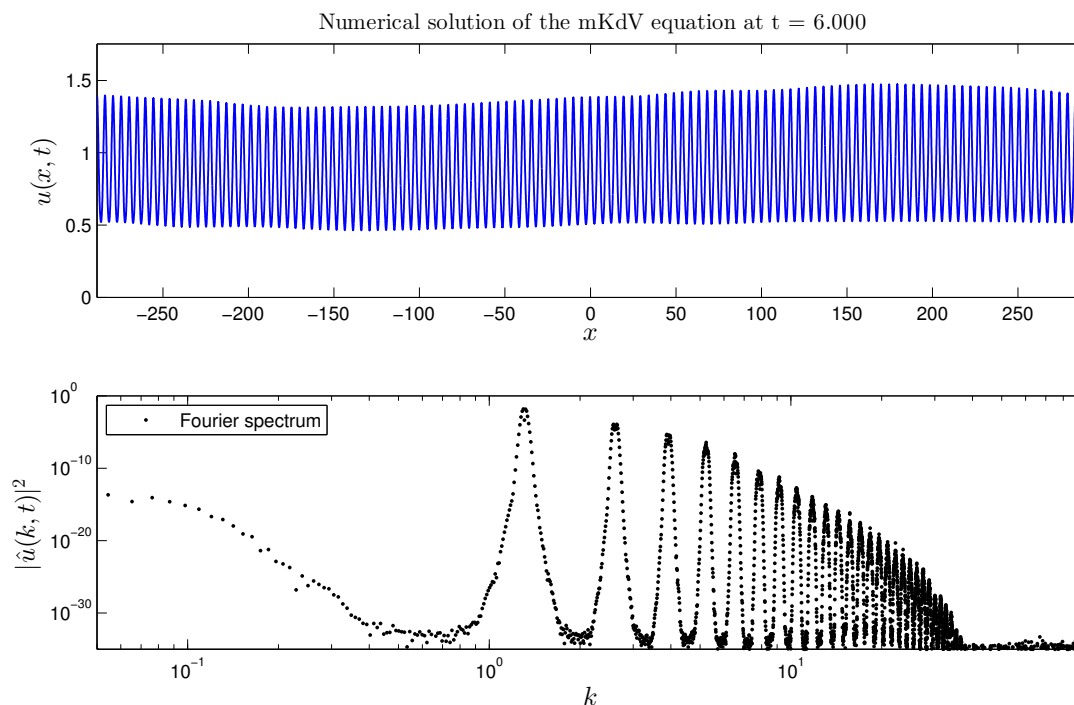 Numerical solution of the mKdV equation at t = 6.000
1.5
1
0.5
0
u(x, t)
−250 −200 −150 −100 −50 0 50 100 150 200 250
x
10^0
10^−10
10^−20
10^−30
|û(k, t)|^2
Fourier spectrum
10^−1 10^0 10^1
k